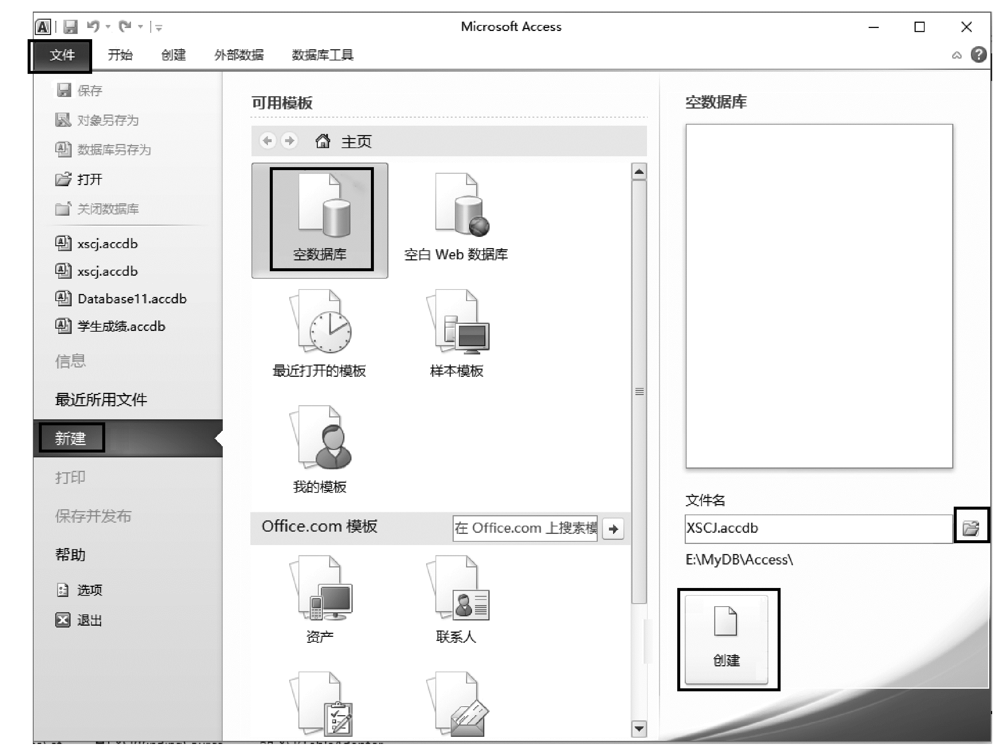 Microsoft Access
文件 开始 创建 外部数据 数据库工具
保存
对象另存为
数据库另存为
打开
关闭数据库
xscj.accdb
xscj.accdb
Database11.accdb
学生成绩.accdb
信息
最近所用文件
新建
打印
保存并发布
帮助
选项
退出
可用模板
主页
空数据库
空白 Web 数据库
最近打开的模板
样本模板
我的模板
Office.com 模板
在 Office.com 上搜索模
资产
联系人
空数据库
文件名
XSCJ.accdb
E:\MyDB\Access\
创建